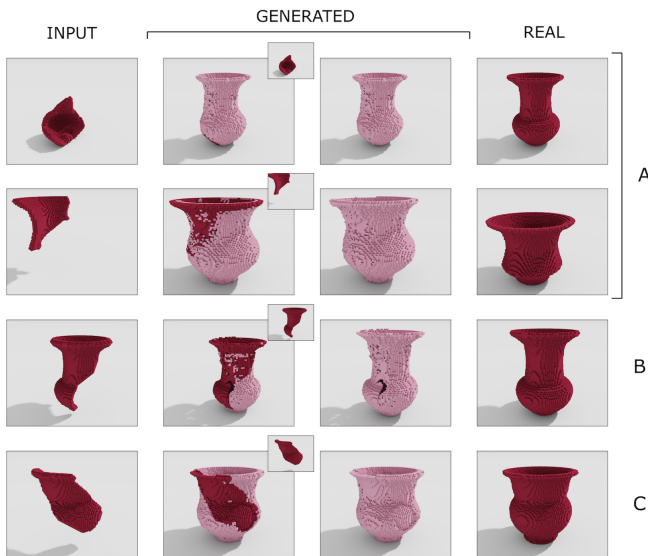 GENERATED
INPUT
REAL
A
B
C